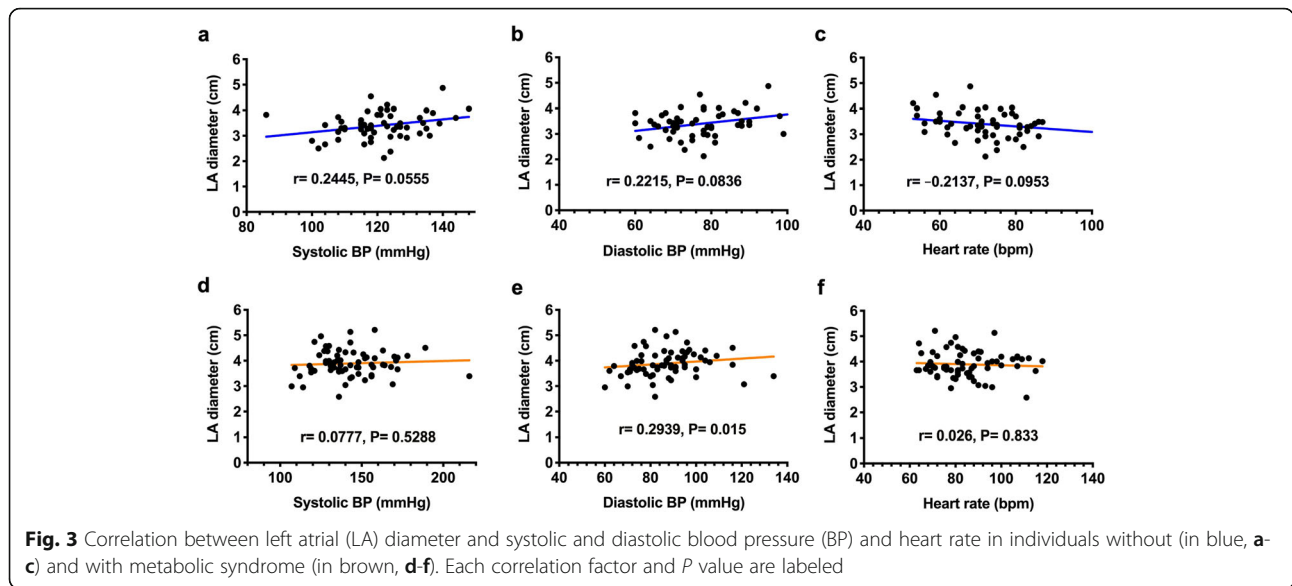 a
b
c
6
5
4
3
2
1
0
LA diameter (cm)
80 100 120 140
Systolic BP (mmHg)
r= 0.2445, P= 0.0555
6
5
4
3
2
1
0
LA diameter (cm)
40 60 80 100
Diastolic BP (mmHg)
r= 0.2215, P= 0.0836
6
5
4
3
2
1
0
LA diameter (cm)
40 60 80 100
Heart rate (bpm)
r= −0.2137, P= 0.0953
d
e
f
6
5
4
3
2
1
0
LA diameter (cm)
100 150 200
Systolic BP (mmHg)
r= 0.0777, P= 0.5288
6
5
4
3
2
1
0
LA diameter (cm)
40 60 80 100 120 140
Diastolic BP (mmHg)
r= 0.2939, P= 0.015
6
5
4
3
2
1
0
LA diameter (cm)
40 60 80 100 120 140
Heart rate (bpm)
r= 0.026, P= 0.833
Fig. 3 Correlation between left atrial (LA) diameter and systolic and diastolic blood pressure (BP) and heart rate in individuals without (in blue, a-
c) and with metabolic syndrome (in brown, d-f). Each correlation factor and P value are labeled